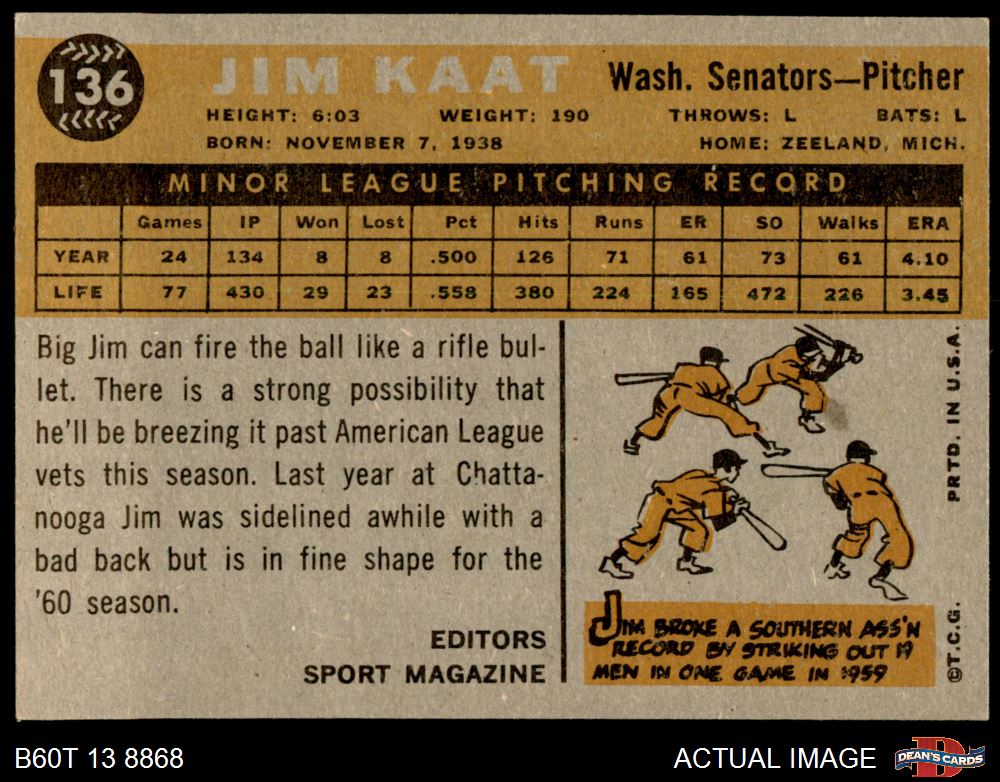 136
JIM KAAT
Wash. Senators—Pitcher
HEIGHT: 6:03 WEIGHT: 190 THROWS: L BATS: L
BORN: NOVEMBER 7, 1938 HOME: ZEELAND, MICH.
MINOR LEAGUE PITCHING RECORD
Games IP Won Lost Pct Hits Runs ER SO Walks ERA
YEAR 24 134 8 8 .500 126 71 61 73 61 4.10
LIFE 77 430 29 23 .558 380 224 165 472 226 3.45
Big Jim can fire the ball like a rifle bul-
let. There is a strong possibility that
he'll be breezing it past American League
vets this season. Last year at Chatta-
nooga Jim was sidelined awhile with a
bad back but is in fine shape for the
'60 season.
EDITORS
SPORT MAGAZINE
JIM BROKE A SOUTHERN ASS'N
RECORD BY STRIKING OUT 19
MEN IN ONE GAME IN 1959
PRTD. IN U.S.A.
©T.C.G.
B60T 13 8868
ACTUAL IMAGE
D
DEAN'S CARDS